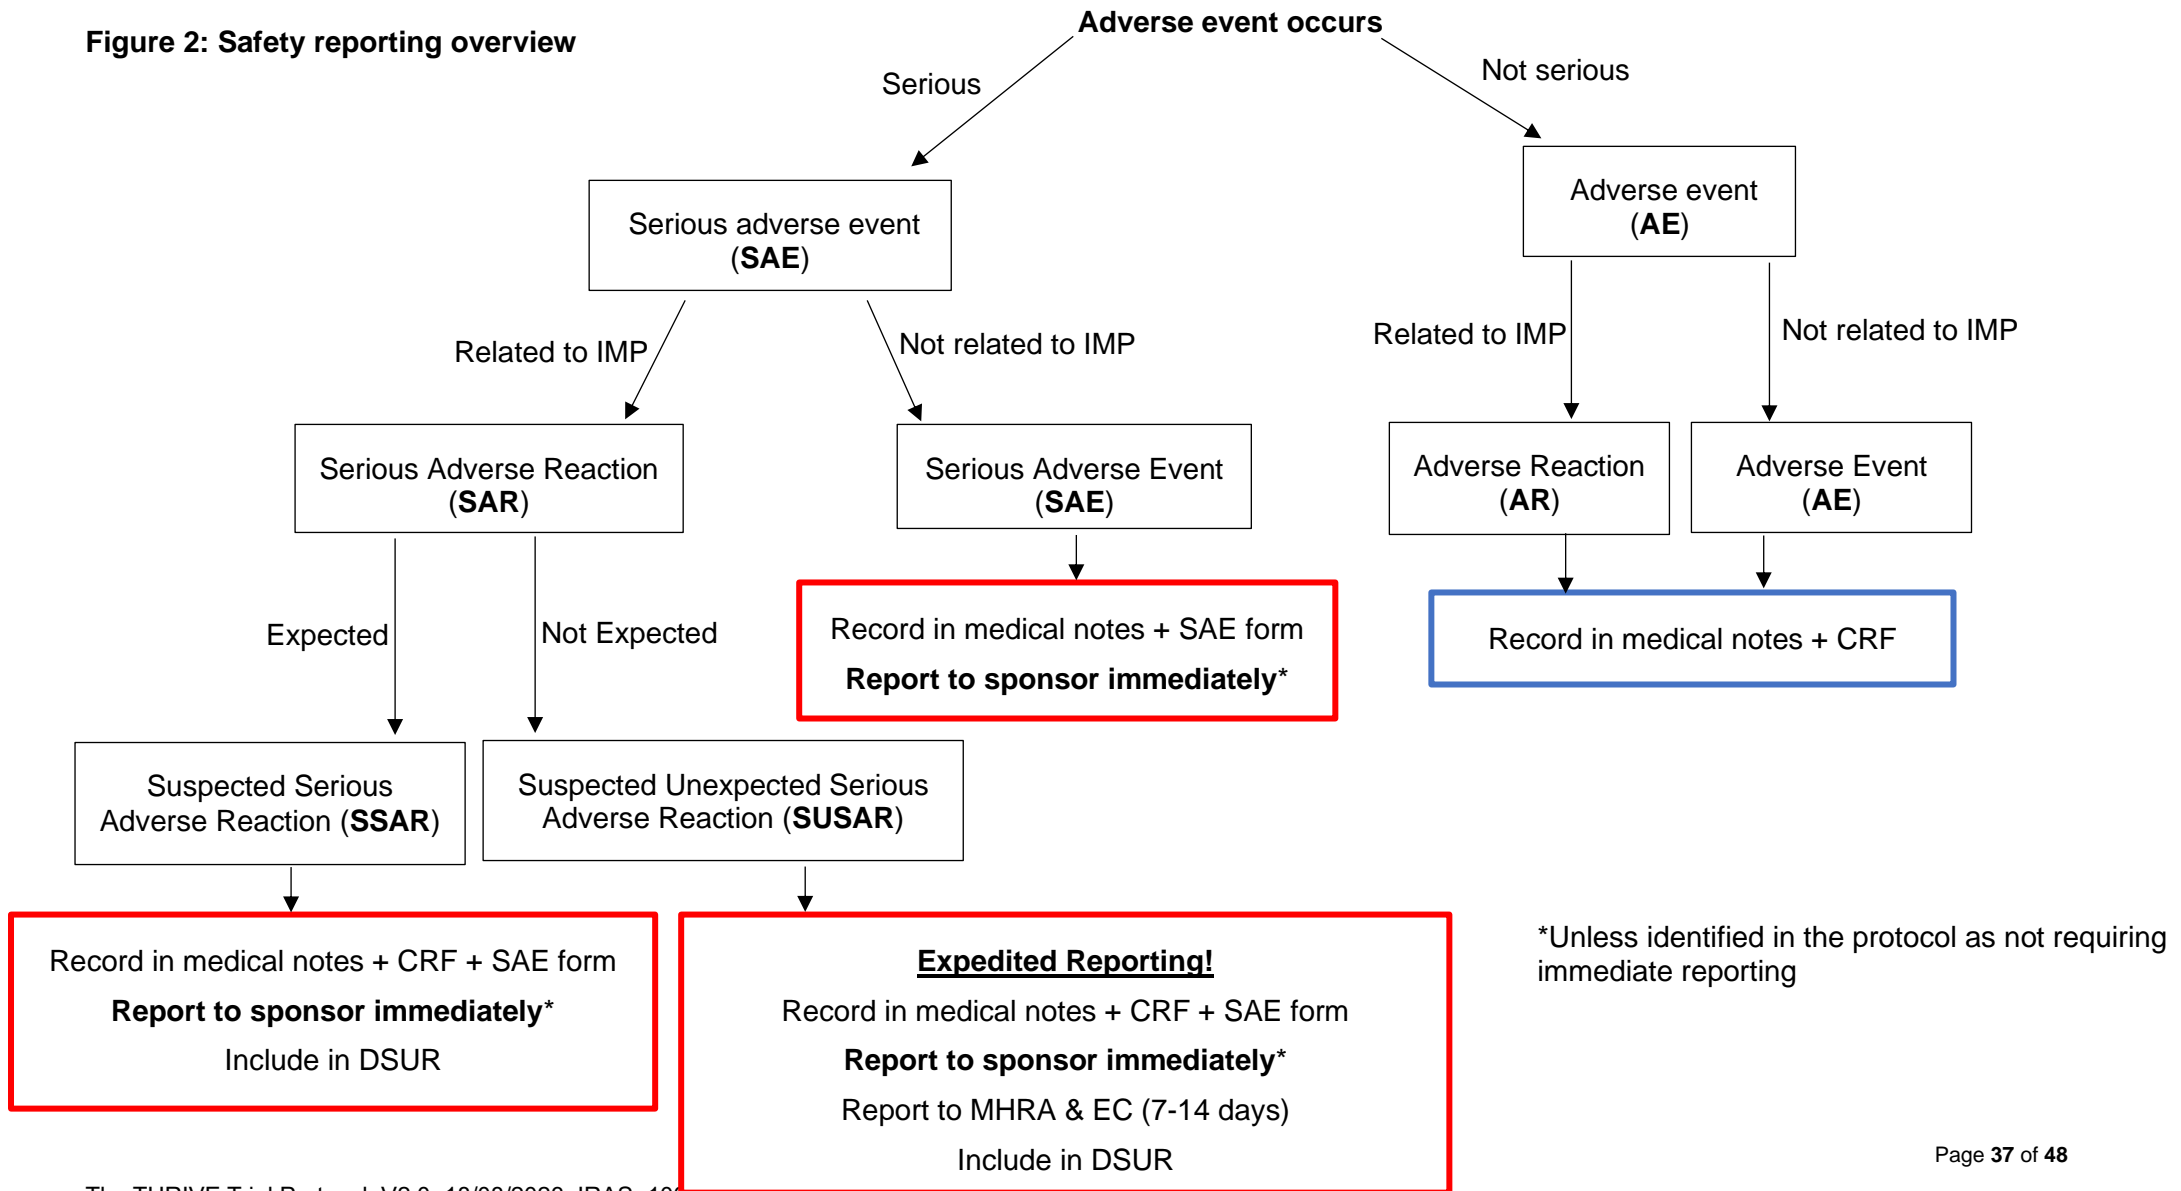 Figure 2: Safety reporting overview
Adverse event occurs
Serious
Not serious
Serious adverse event
(SAE)
Adverse event
(AE)
Related to IMP
Not related to IMP
Related to IMP
Not related to IMP
Serious Adverse Reaction
(SAR)
Serious Adverse Event
(SAE)
Adverse Reaction
(AR)
Adverse Event
(AE)
Expected
Not Expected
Record in medical notes + SAE form
Report to sponsor immediately*
Record in medical notes + CRF
Suspected Serious
Adverse Reaction (SSAR)
Suspected Unexpected Serious
Adverse Reaction (SUSAR)
Record in medical notes + CRF + SAE form
Report to sponsor immediately*
Include in DSUR
Expedited Reporting!
Record in medical notes + CRF + SAE form
Report to sponsor immediately*
Report to MHRA & EC (7-14 days)
Include in DSUR
*Unless identified in the protocol as not requiring
immediate reporting
Page 37 of 48
The THRIVE Trial Protocol